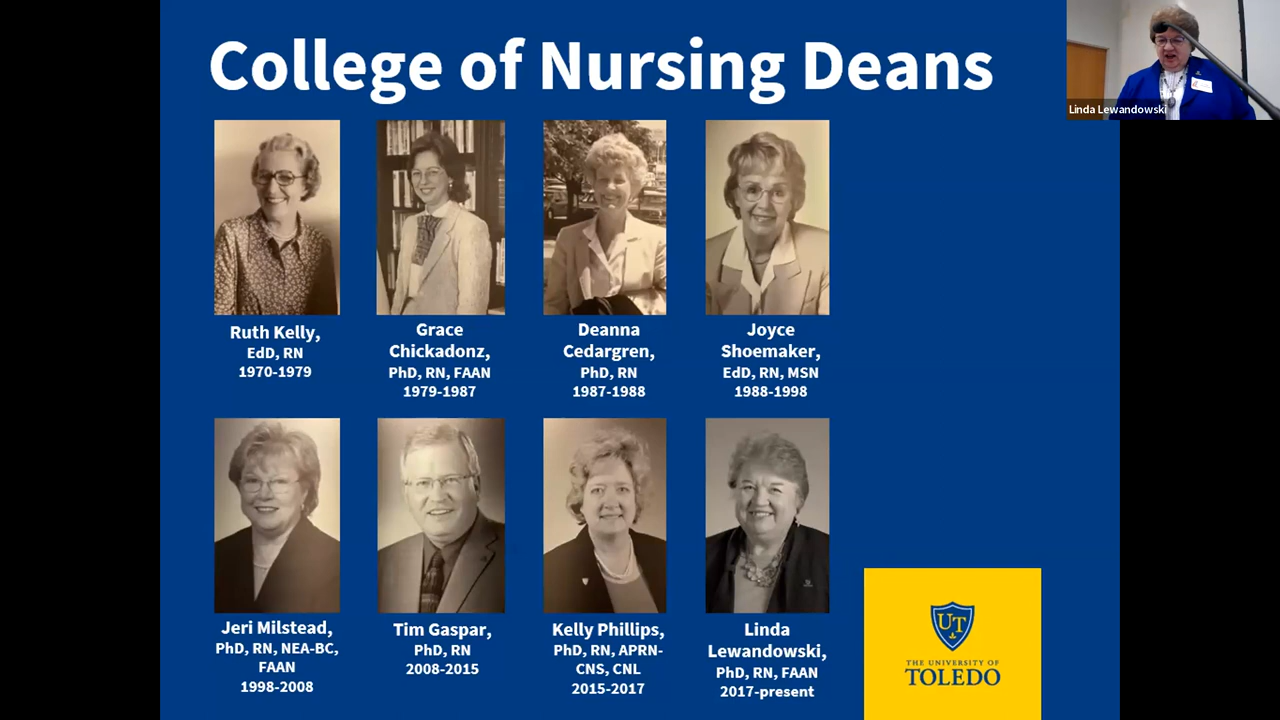 College of Nursing Deans
Linda Lewandowski
Ruth Kelly,
EdD, RN
1970-1979
Grace
Chickadonz,
PhD, RN, FAAN
1979-1987
Deanna
Cedargren,
PhD, RN
1987-1988
Joyce
Shoemaker,
EdD, RN, MSN
1988-1998
Jeri Milstead,
PhD, RN, NEA-BC,
FAAN
1998-2008
Tim Gaspar,
PhD, RN
2008-2015
Kelly Phillips,
PhD, RN, APRN-
CNS, CNL
2015-2017
Linda
Lewandowski,
PhD, RN, FAAN
2017-present
UT
THE UNIVERSITY OF
TOLEDO